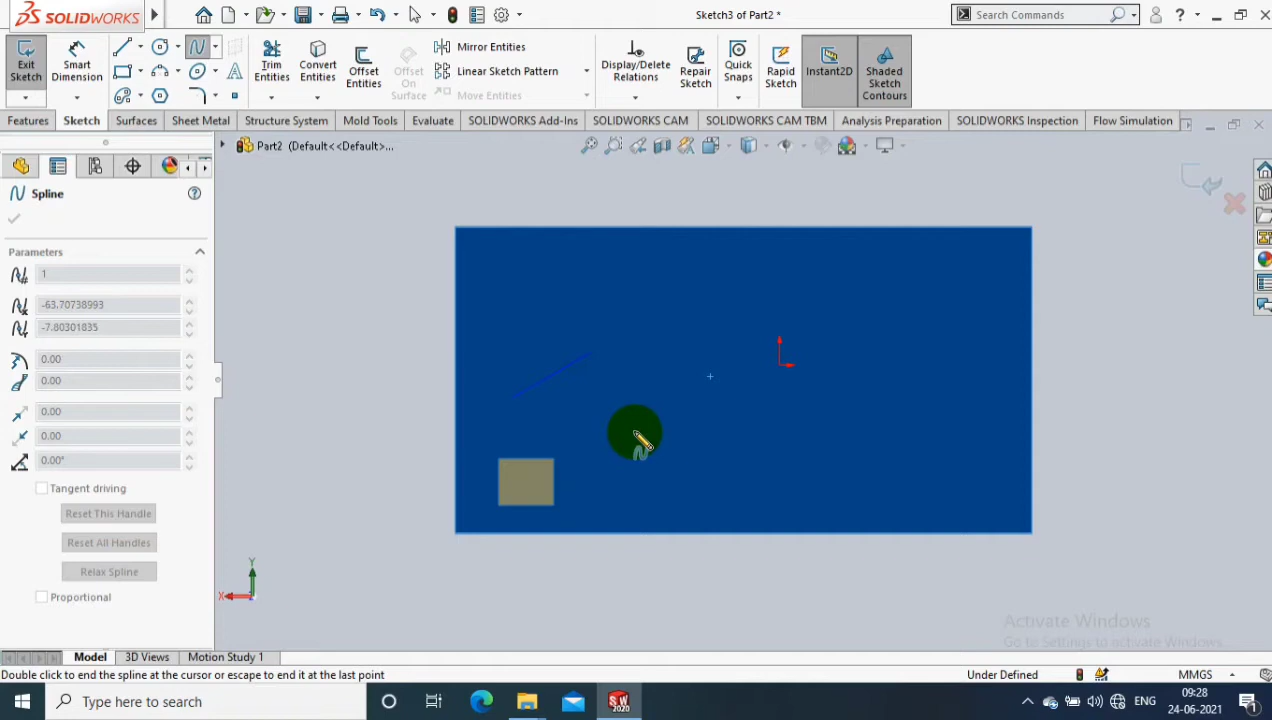 SOLIDWORKS
Sketch3 of Part2 *
Search Commands
?
Exit Sketch
Smart Dimension
Trim Entities
Convert Entities
Offset Entities
Offset On Surface
Mirror Entities
Linear Sketch Pattern
Move Entities
Display/Delete Relations
Repair Sketch
Quick Snaps
Rapid Sketch
Instant2D
Shaded Sketch Contours
Features
Sketch
Surfaces
Sheet Metal
Structure System
Mold Tools
Evaluate
SOLIDWORKS Add-Ins
SOLIDWORKS CAM
SOLIDWORKS CAM TBM
Analysis Preparation
SOLIDWORKS Inspection
Flow Simulation
Part2 (Default<<Default>...
Spline
Parameters
1
-63.70738993
-7.80301835
0.00
0.00
0.00
0.00
0.00°
Tangent driving
Reset This Handle
Reset All Handles
Relax Spline
Proportional
Y
X
Activate Windows
Go to Settings to activate Windows.
Model
3D Views
Motion Study 1
Double click to end the spline at the cursor or escape to end it at the last point
Under Defined
MMGS
Type here to search
SW
2020
ENG
09:28
24-06-2021
1